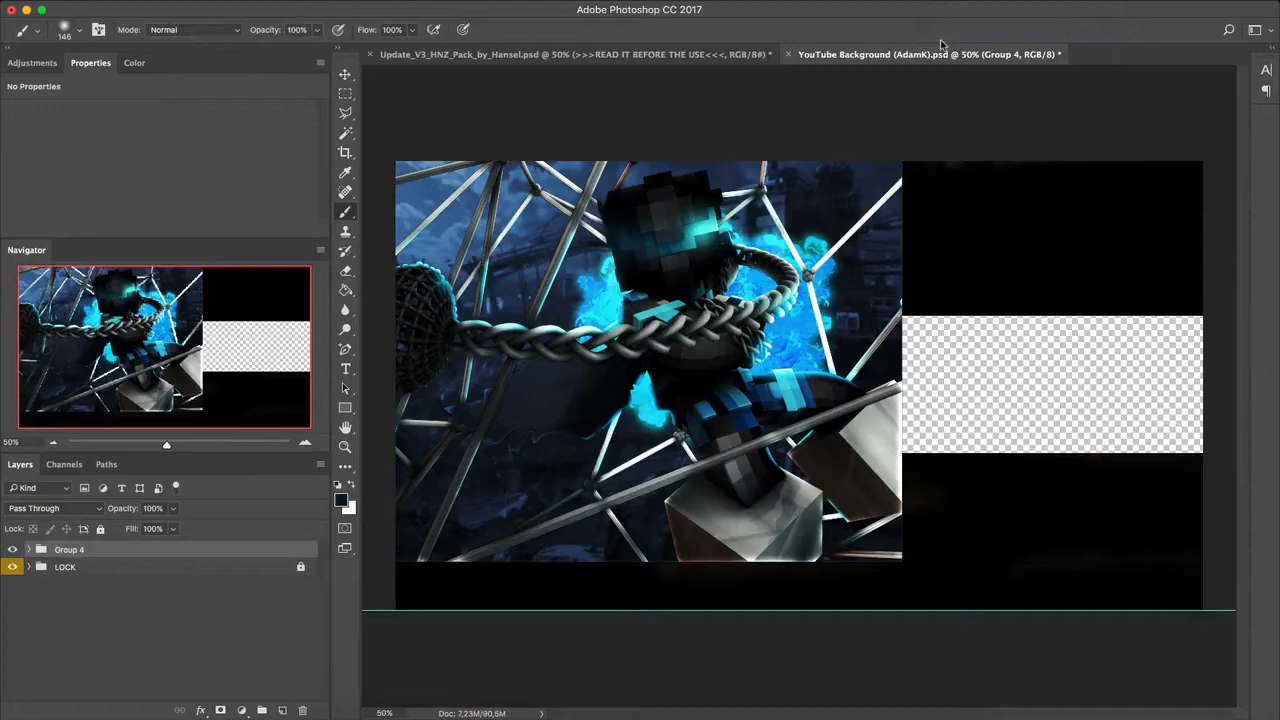 Adobe Photoshop CC 2017
146 Mode: Normal Opacity: 100% Flow: 100%
Update_V3_HNZ_Pack_by_Hansel.psd @ 50% (>>>READ IT BEFORE THE USE<<<, RGB/8#) *
YouTube Background (AdamK).psd @ 50% (Group 4, RGB/8) *
Adjustments Properties Color
No Properties
Navigator
50%
Layers Channels Paths
Kind
Pass Through Opacity: 100%
Lock: Fill: 100%
Group 4
LOCK
50% Doc: 7,23M/90,5M